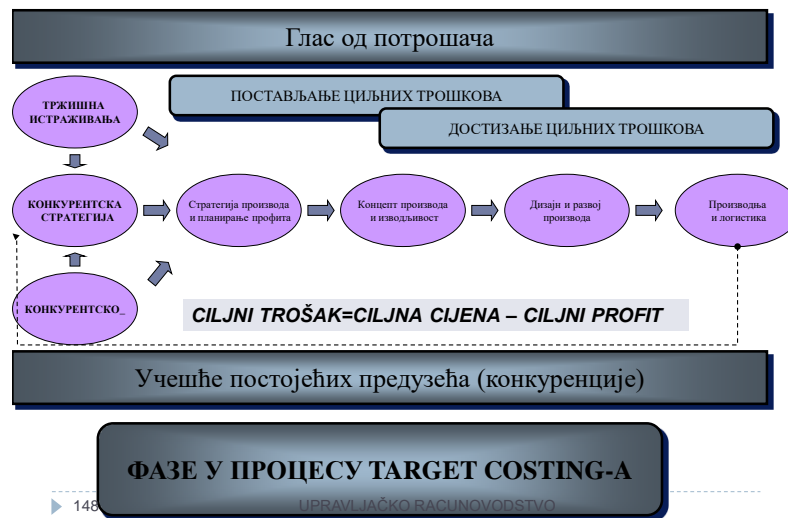 Глас од потрошача
ТРЖИШНА
ИСТРАЖИВАЊА
ПОСТАВЉАЊЕ ЦИЉНИХ ТРОШКОВА
ДОСТИЗАЊЕ ЦИЉНИХ ТРОШКОВА
КОНКУРЕНТСКА
СТРАТЕГИЈА
Стратегија производа
и планирање профита
Концепт производа
и изводљивост
Дизајн и развој
производа
Производња
и логистика
КОНКУРЕНТСКО_
CILJNI TROŠAK=CILJNA CIJENA – CILJNI PROFIT
Учешће постојећих предузећа (конкуренције)
ФАЗЕ У ПРОЦЕСУ TARGET COSTING-А
148
UPRAVLJAČKO RACUNOVODSTVO